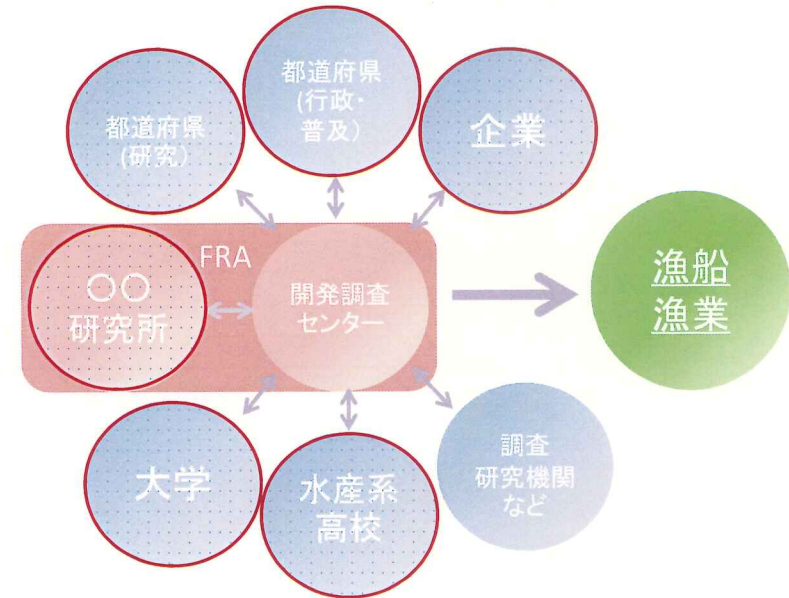 都道府県
(研究)
都道府県
(行政・
普及)
企業
FRA
〇〇
研究所
開発調査
センター
漁船
漁業
大学
水産系
高校
調査
研究機関
など